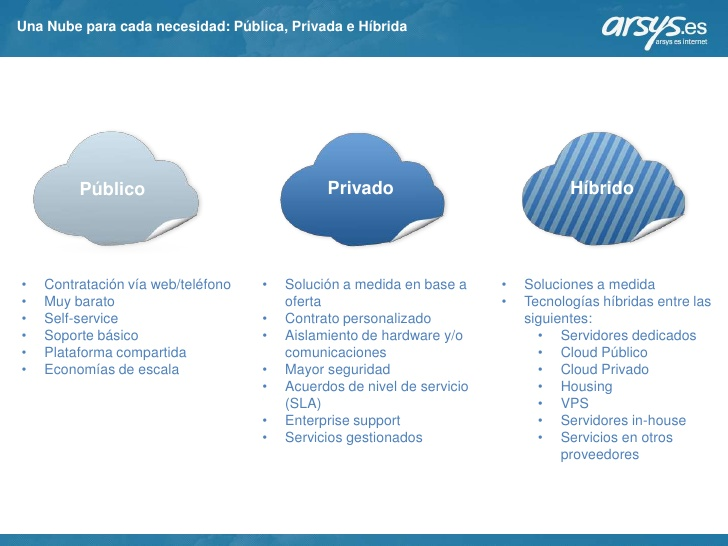 Una Nube para cada necesidad: Pública, Privada e Híbrida
arsys.es
arsys es internet
Público
Privado
Híbrido
• Contratación vía web/teléfono
• Muy barato
• Self-service
• Soporte básico
• Plataforma compartida
• Economías de escala
• Solución a medida en base a
oferta
• Contrato personalizado
• Aislamiento de hardware y/o
comunicaciones
• Mayor seguridad
• Acuerdos de nivel de servicio
(SLA)
• Enterprise support
• Servicios gestionados
• Soluciones a medida
• Tecnologías híbridas entre las
siguientes:
• Servidores dedicados
• Cloud Público
• Cloud Privado
• Housing
• VPS
• Servidores in-house
• Servicios en otros
proveedores